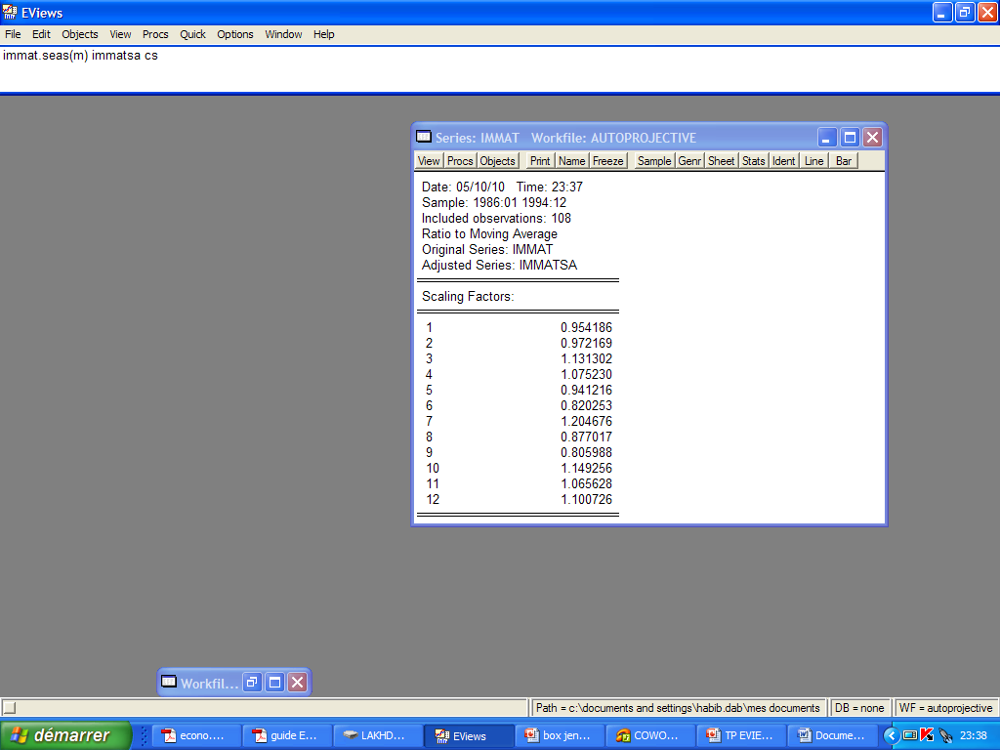 EViews
File Edit Objects View Procs Quick Options Window Help
immat.seas(m) immatsa cs
Series: IMMAT Workfile: AUTOPROJECTIVE
View Procs Objects Print Name Freeze Sample Genr Sheet Stats Ident Line Bar
Date: 05/10/10 Time: 23:37
Sample: 1986:01 1994:12
Included observations: 108
Ratio to Moving Average
Original Series: IMMAT
Adjusted Series: IMMATSA
Scaling Factors:
1 0.954186
2 0.972169
3 1.131302
4 1.075230
5 0.941216
6 0.820253
7 1.204676
8 0.877017
9 0.805988
10 1.149256
11 1.065628
12 1.100726
Workfil...
Path = c:\documents and settings\habib.dab\mes documents DB = none WF = autoprojective
démarrer econo.... guide E... LAKHD... EViews box jen... COWO... TP EVIE... Docume... 23:38